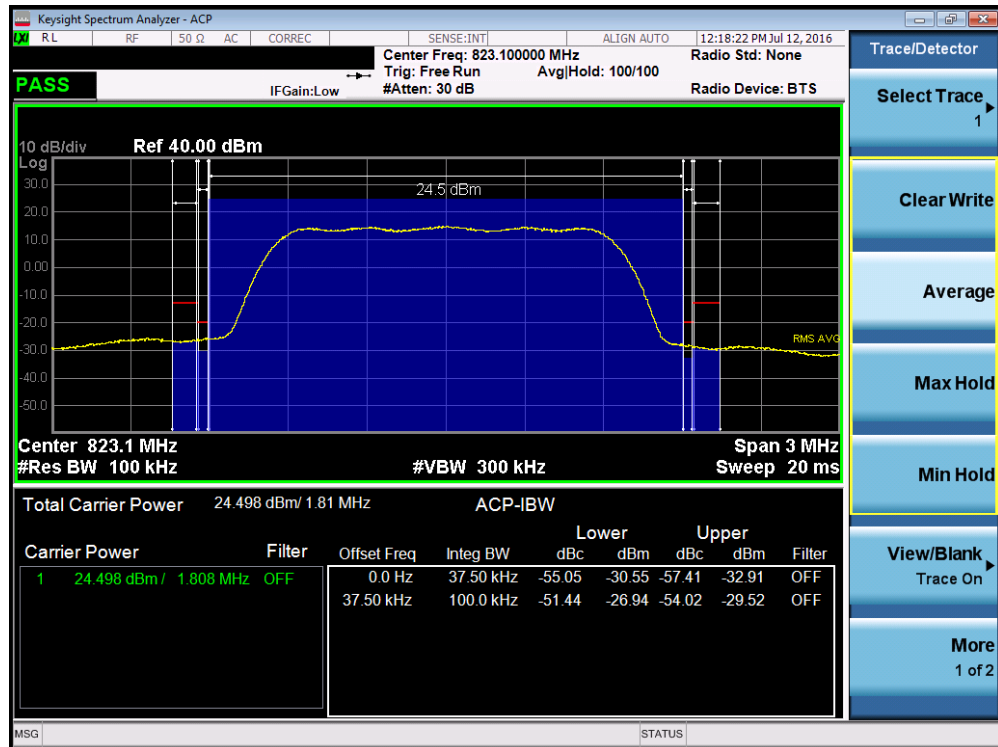 Keysight Spectrum Analyzer - ACP
LXI RL RF 50 Ω AC CORREC SENSE:INT ALIGN AUTO 12:18:22 PM Jul 12, 2016
Center Freq: 823.100000 MHz Radio Std: None
Trig: Free Run Avg|Hold: 100/100
PASS IFGain:Low #Atten: 30 dB Radio Device: BTS
10 dB/div Ref 40.00 dBm
Log
30.0
24.5 dBm
20.0
10.0
0.00
-10.0
-20.0
RMS AVG
-30.0
-40.0
-50.0
Center 823.1 MHz Span 3 MHz
#Res BW 100 kHz #VBW 300 kHz Sweep 20 ms
Total Carrier Power 24.498 dBm/ 1.81 MHz ACP-IBW
Lower Upper
Carrier Power Filter Offset Freq Integ BW dBc dBm dBc dBm Filter
1 24.498 dBm / 1.808 MHz OFF 0.0 Hz 37.50 kHz -55.05 -30.55 -57.41 -32.91 OFF
37.50 kHz 100.0 kHz -51.44 -26.94 -54.02 -29.52 OFF
MSG STATUS
Trace/Detector
Select Trace
1
Clear Write
Average
Max Hold
Min Hold
View/Blank
Trace On
More
1 of 2